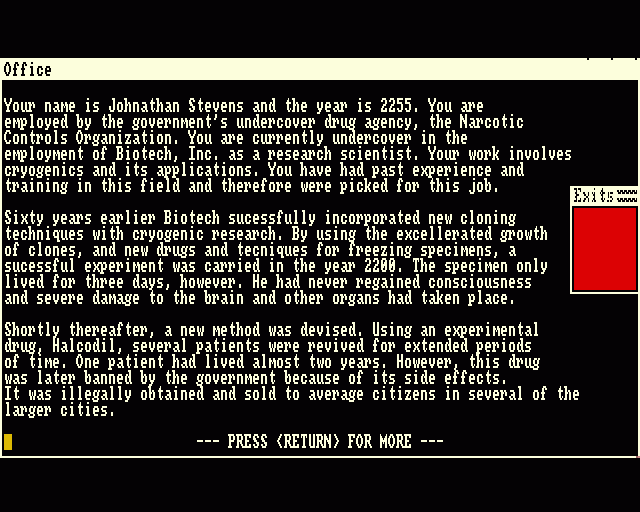 Office
Your name is Johnathan Stevens and the year is 2255. You are
employed by the government's undercover drug agency, the Narcotic
Controls Organization. You are currently undercover in the
employment of Biotech, Inc. as a research scientist. Your work involves
cryogenics and its applications. You have had past experience and
training in this field and therefore were picked for this job.
Exits
Sixty years earlier Biotech sucessfully incorporated new cloning
techniques with cryogenic research. By using the excellerated growth
of clones, and new drugs and tecniques for freezing specimens, a
sucessful experiment was carried in the year 2200. The specimen only
lived for three days, however. He had never regained consciousness
and severe damage to the brain and other organs had taken place.
Shortly thereafter, a new method was devised. Using an experimental
drug, Halcodil, several patients were revived for extended periods
of time. One patient had lived almost two years. However, this drug
was later banned by the government because of its side effects.
It was illegally obtained and sold to average citizens in several of the
larger cities.
--- PRESS <RETURN> FOR MORE ---